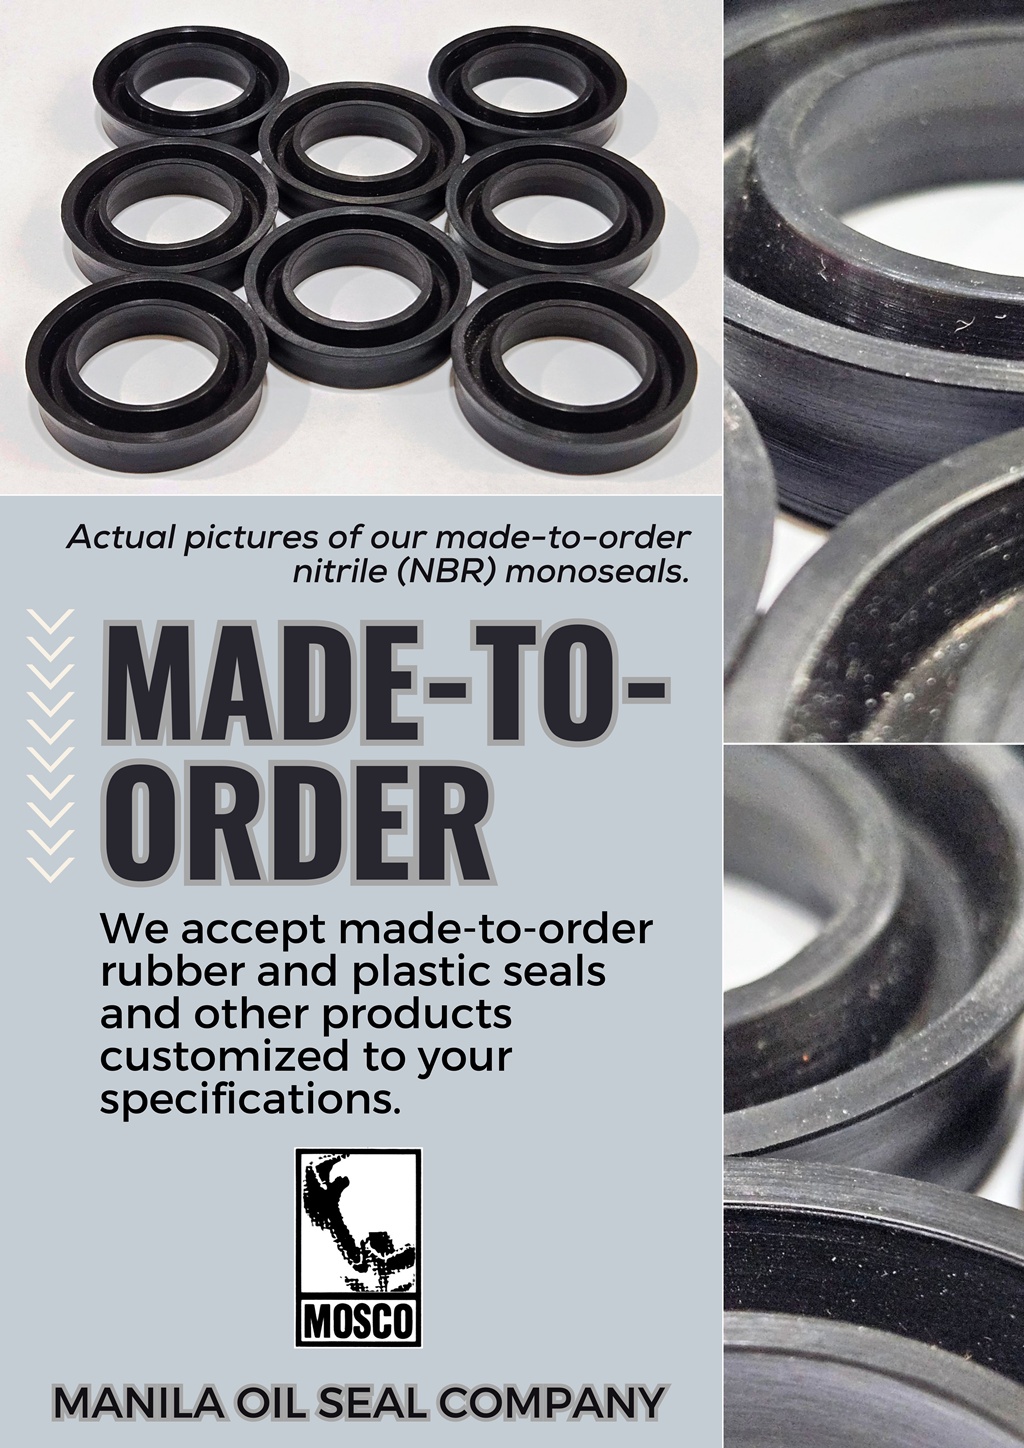 Actual pictures of our made-to-order
nitrile (NBR) monoseals.
MADE-TO-
ORDER
We accept made-to-order
rubber and plastic seals
and other products
customized to your
specifications.
MOSCO
MANILA OIL SEAL COMPANY